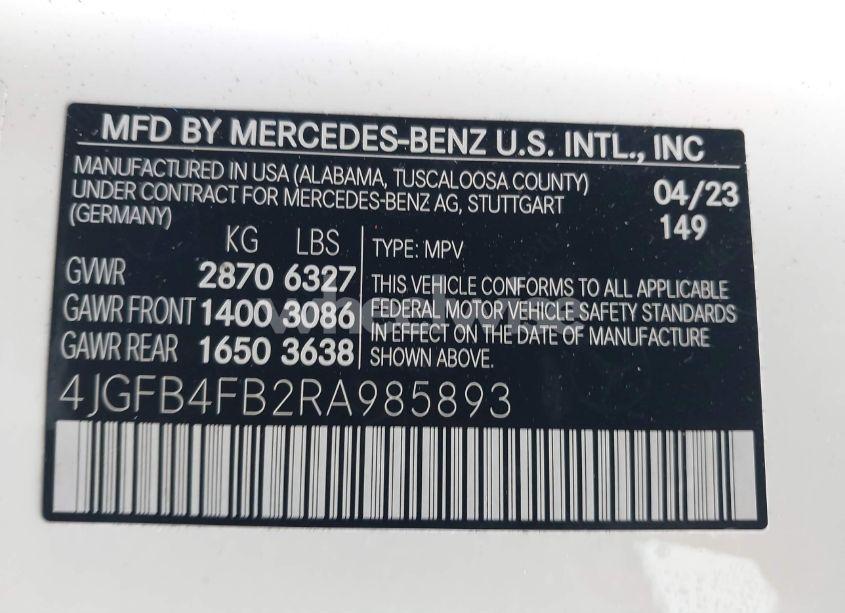 MFD BY MERCEDES-BENZ U.S. INTL., INC
MANUFACTURED IN USA (ALABAMA, TUSCALOOSA COUNTY)
UNDER CONTRACT FOR MERCEDES-BENZ AG, STUTTGART
(GERMANY)
04/23
149
KG LBS
GVWR 2870 6327
GAWR FRONT 1400 3086
GAWR REAR 1650 3638
TYPE: MPV
THIS VEHICLE CONFORMS TO ALL APPLICABLE
FEDERAL MOTOR VEHICLE SAFETY STANDARDS
IN EFFECT ON THE DATE OF MANUFACTURE
SHOWN ABOVE.
4JGFB4FB2RA985893